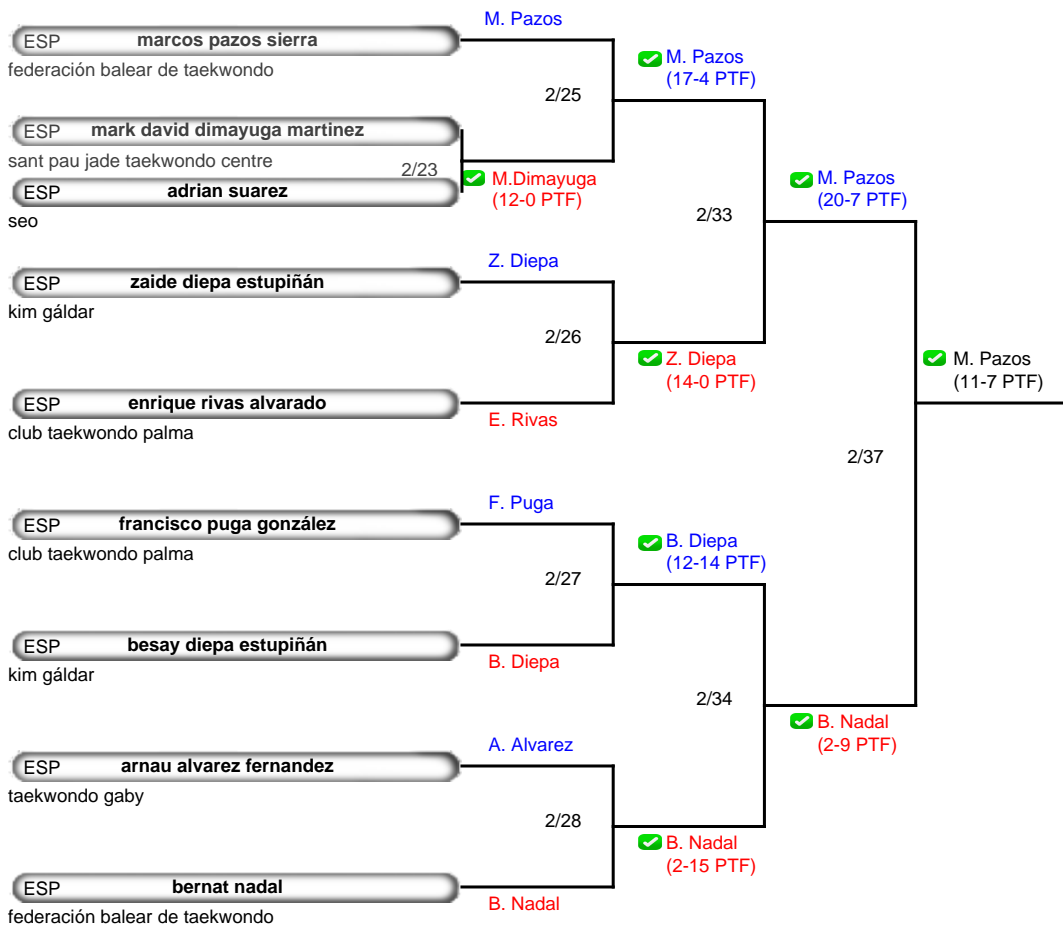 M. Pazos
ESP marcos pazos sierra
federación balear de taekwondo
M. Pazos
(17-4 PTF)
2/25
ESP mark david dimayuga martinez
sant pau jade taekwondo centre
2/23
M.Dimayuga
(12-0 PTF)
ESP adrian suarez
seo
M. Pazos
(20-7 PTF)
2/33
Z. Diepa
ESP zaide diepa estupiñán
kim gáldar
2/26
Z. Diepa
(14-0 PTF)
M. Pazos
(11-7 PTF)
ESP enrique rivas alvarado
E. Rivas
club taekwondo palma
2/37
F. Puga
ESP francisco puga gonzález
club taekwondo palma
B. Diepa
(12-14 PTF)
2/27
ESP besay diepa estupiñán
B. Diepa
kim gáldar
2/34
B. Nadal
(2-9 PTF)
A. Alvarez
ESP arnau alvarez fernandez
taekwondo gaby
2/28
B. Nadal
(2-15 PTF)
ESP bernat nadal
B. Nadal
federación balear de taekwondo